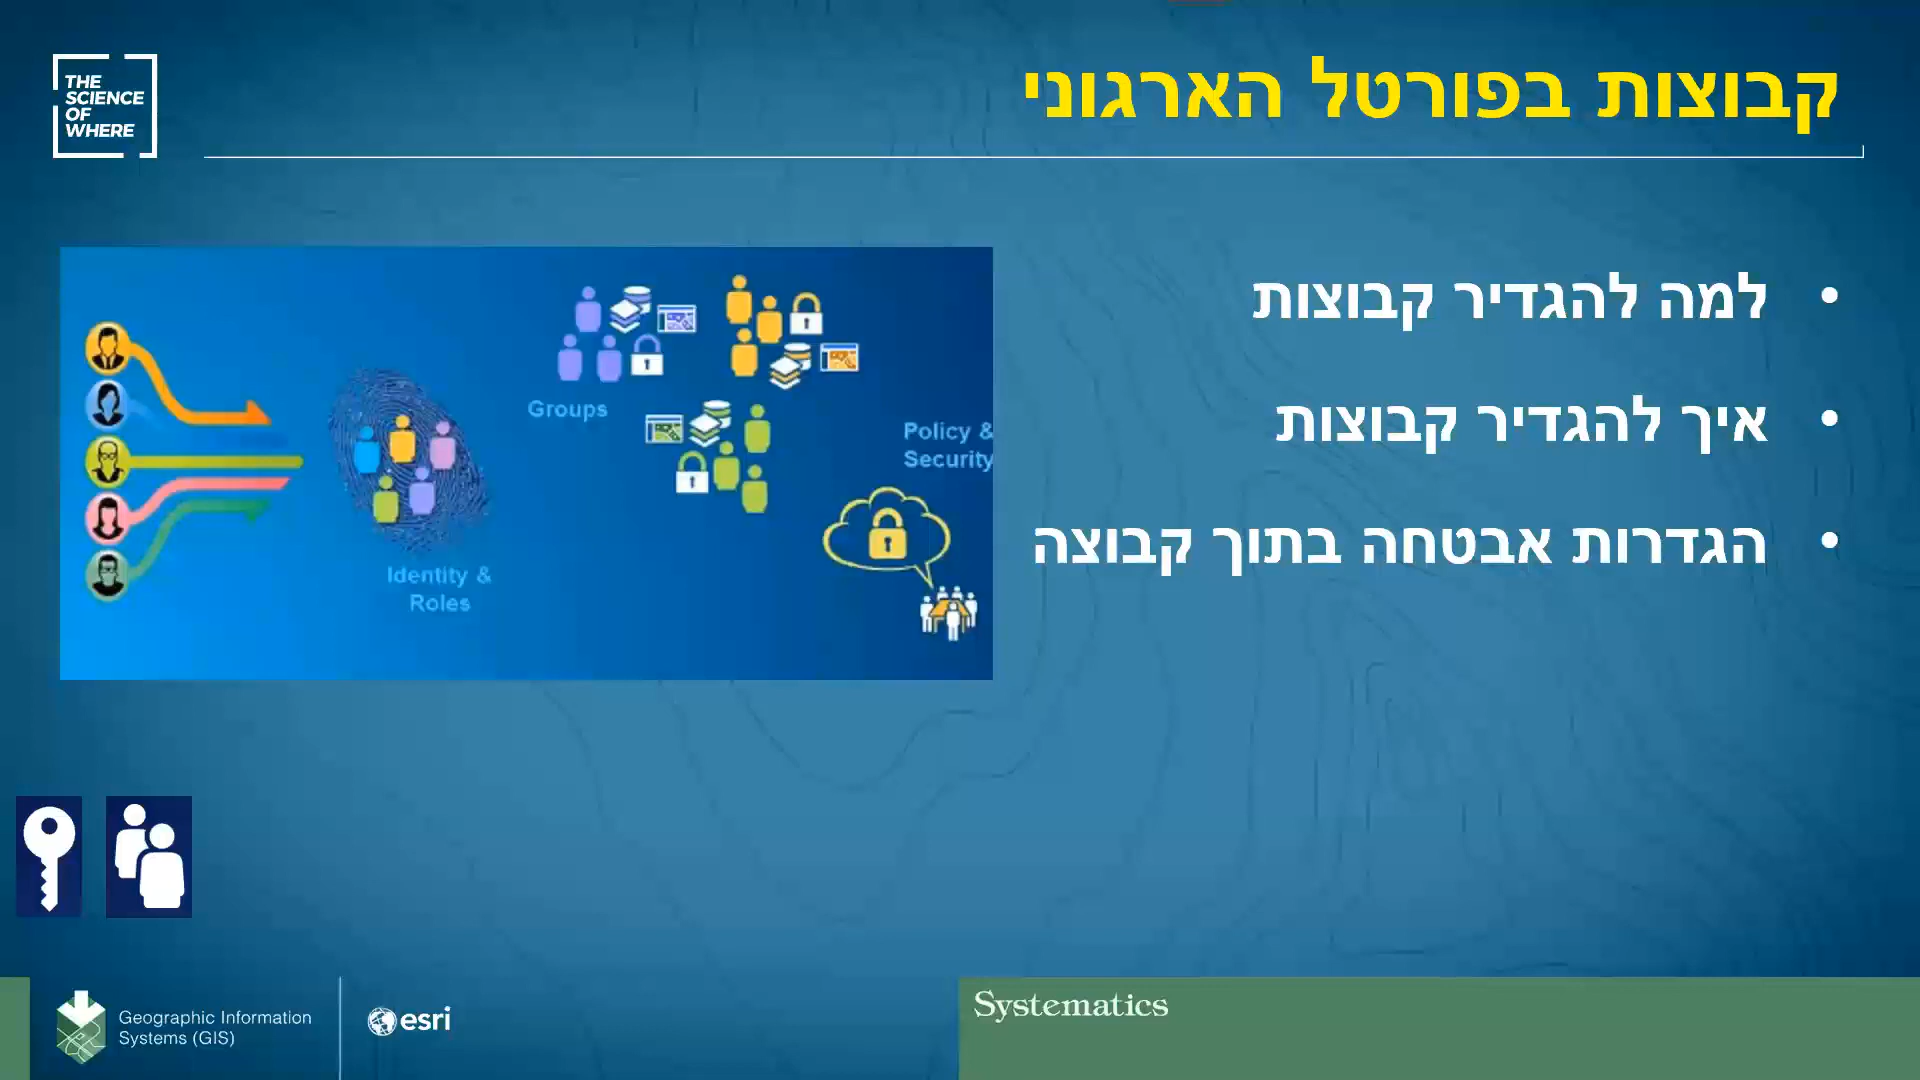 THE
SCIENCE
OF
WHERE
קבוצות בפורטל הארגוני
• למה להגדיר קבוצות
• איך להגדיר קבוצות
• הגדרות אבטחה בתוך קבוצה
Groups
Policy &
Security
Identity &
Roles
Geographic Information
Systems (GIS)
esri
Systematics